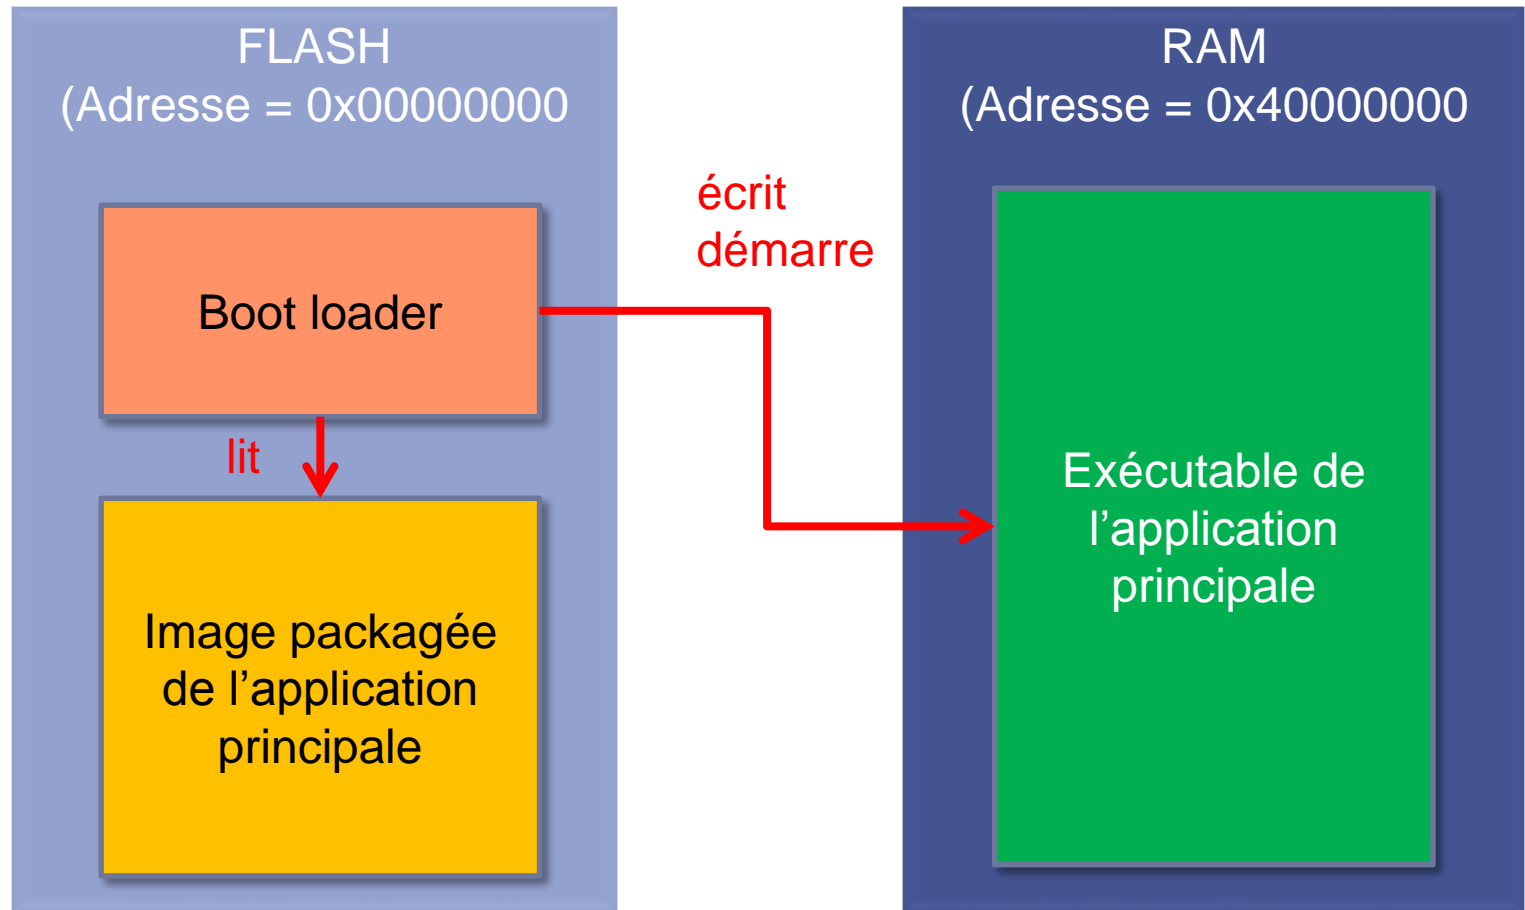 FLASH
(Adresse = 0x00000000
Boot loader
lit
Image packagée
de l’application
principale
écrit
démarre
RAM
(Adresse = 0x40000000
Exécutable de
l’application
principale